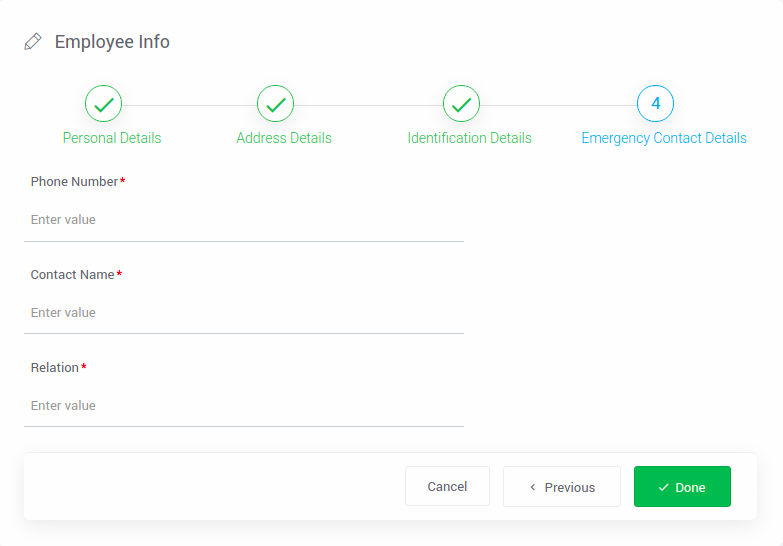 Employee Info
4
Personal Details Address Details Identification Details Emergency Contact Details
Phone Number*
Enter value
Contact Name*
Enter value
Relation*
Enter value
Cancel Previous Done